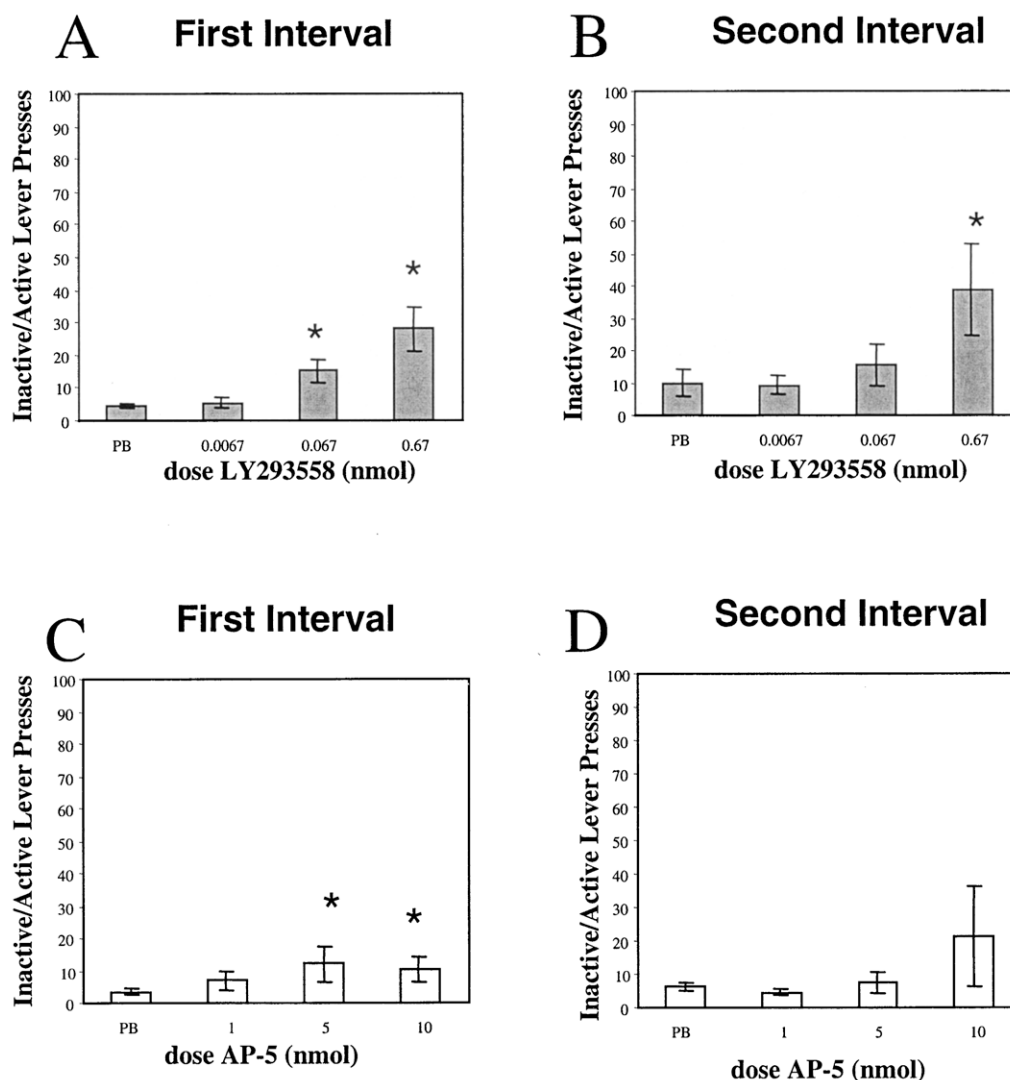 A
First Interval
Inactive/Active Lever Presses
100
90
80
70
60
50
40
30
20
10
0
*
*
PB 0.0067 0.067 0.67
dose LY293558 (nmol)
B
Second Interval
Inactive/Active Lever Presses
100
90
80
70
60
50
40
30
20
10
0
*
PB 0.0067 0.067 0.67
dose LY293558 (nmol)
C
First Interval
Inactive/Active Lever Presses
100
90
80
70
60
50
40
30
20
10
0
*
*
PB 1 5 10
dose AP-5 (nmol)
D
Second Interval
Inactive/Active Lever Presses
100
90
80
70
60
50
40
30
20
10
0
PB 1 5 10
dose AP-5 (nmol)